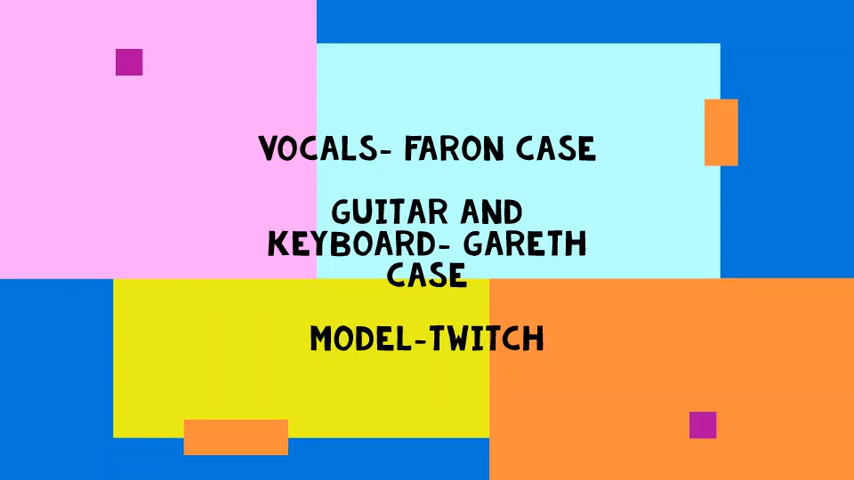 VOCALS- FARON CASE
GUITAR AND
KEYBOARD- GARETH
CASE
MODEL-TWITCH